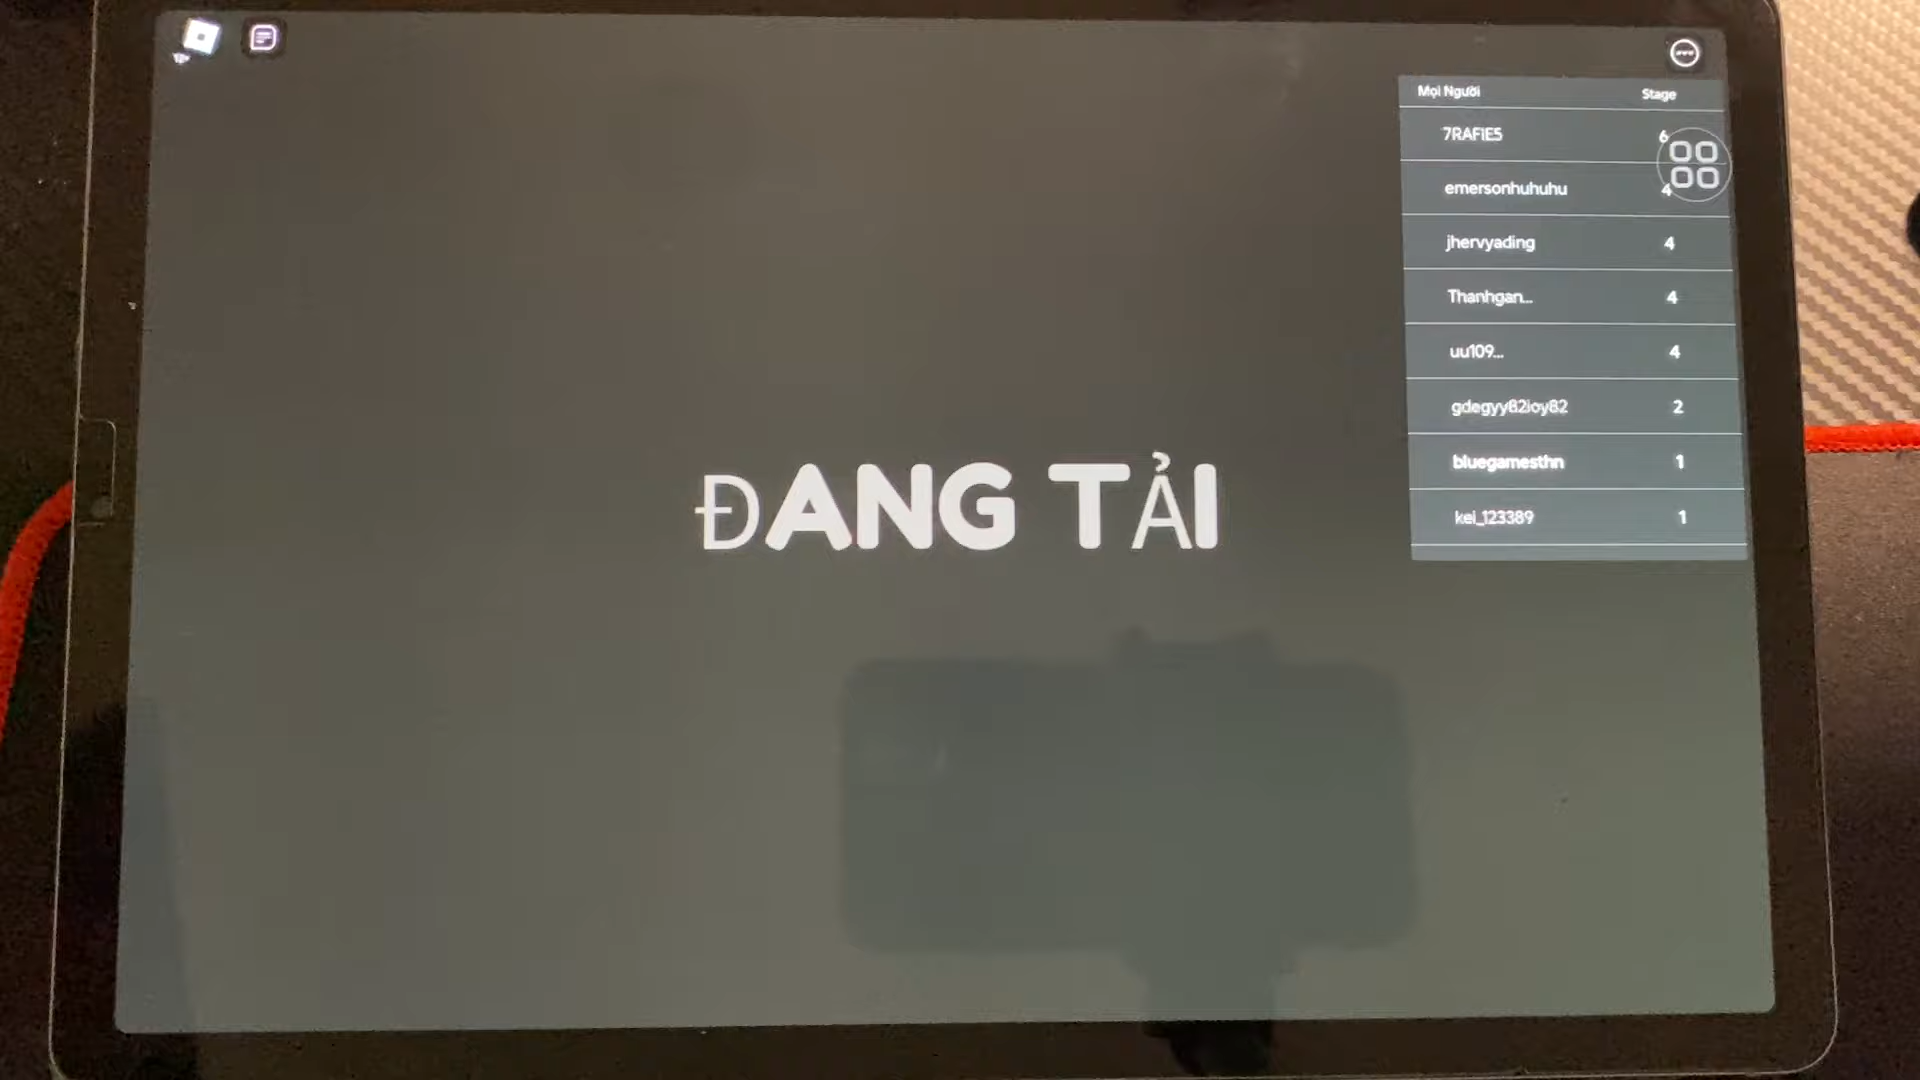 Mọi Người Stage
7RAFIE5 6
emersonhuhuhu 4
jhervyading 4
Thanhgan... 4
uu109... 4
gdegyy82ioy82 2
bluegamesthn 1
kei_123389 1
ĐANG TẢI